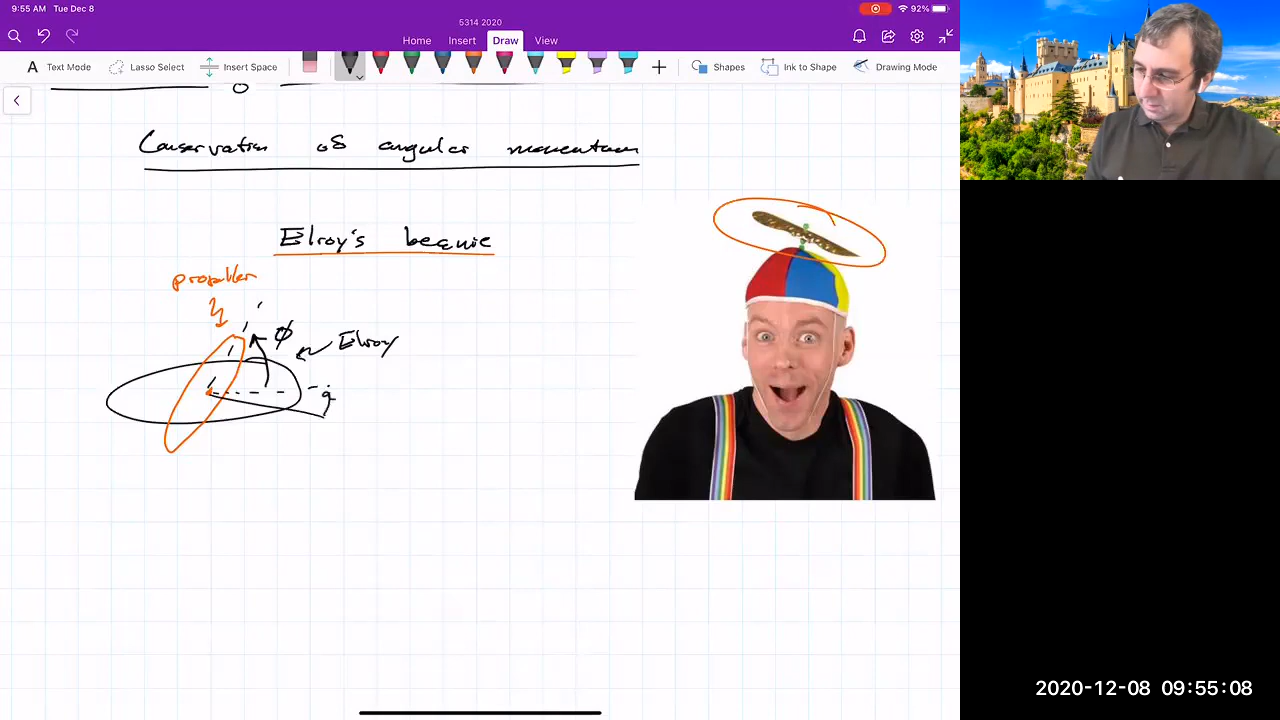 9:55 AM Tue Dec 8
92%
5314 2020
Home Insert Draw View
Text Mode Lasso Select Insert Space Shapes Ink to Shape Drawing Mode
Conservation of angular momentum
Elroy's beanie
propeller
ϕ
Elroy
2020-12-08 09:55:08